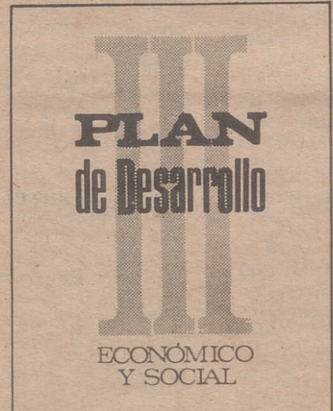 III
PLAN
de Desarrollo
ECONÓMICO
Y SOCIAL